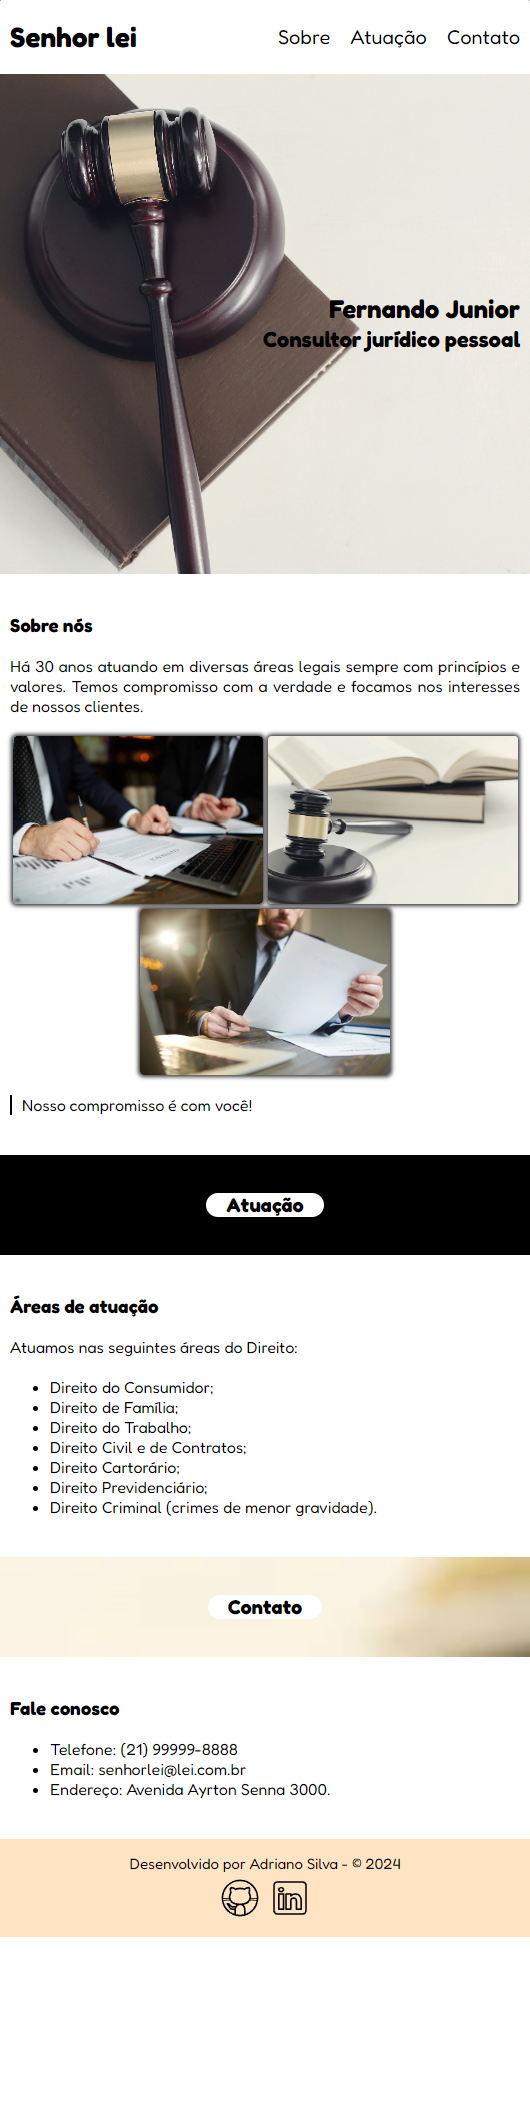 Senhor lei
Sobre Atuação Contato
Fernando Junior
Consultor jurídico pessoal
Sobre nós
Há 30 anos atuando em diversas áreas legais sempre com princípios e
valores. Temos compromisso com a verdade e focamos nos interesses
de nossos clientes.
Nosso compromisso é com você!
Atuação
Áreas de atuação
Atuamos nas seguintes áreas do Direito:
Direito do Consumidor;
Direito de Família;
Direito do Trabalho;
Direito Civil e de Contratos;
Direito Cartorário;
Direito Previdenciário;
Direito Criminal (crimes de menor gravidade).
Contato
Fale conosco
Telefone: (21) 99999-8888
Email: senhorlei@lei.com.br
Endereço: Avenida Ayrton Senna 3000.
Desenvolvido por Adriano Silva - © 2024
in